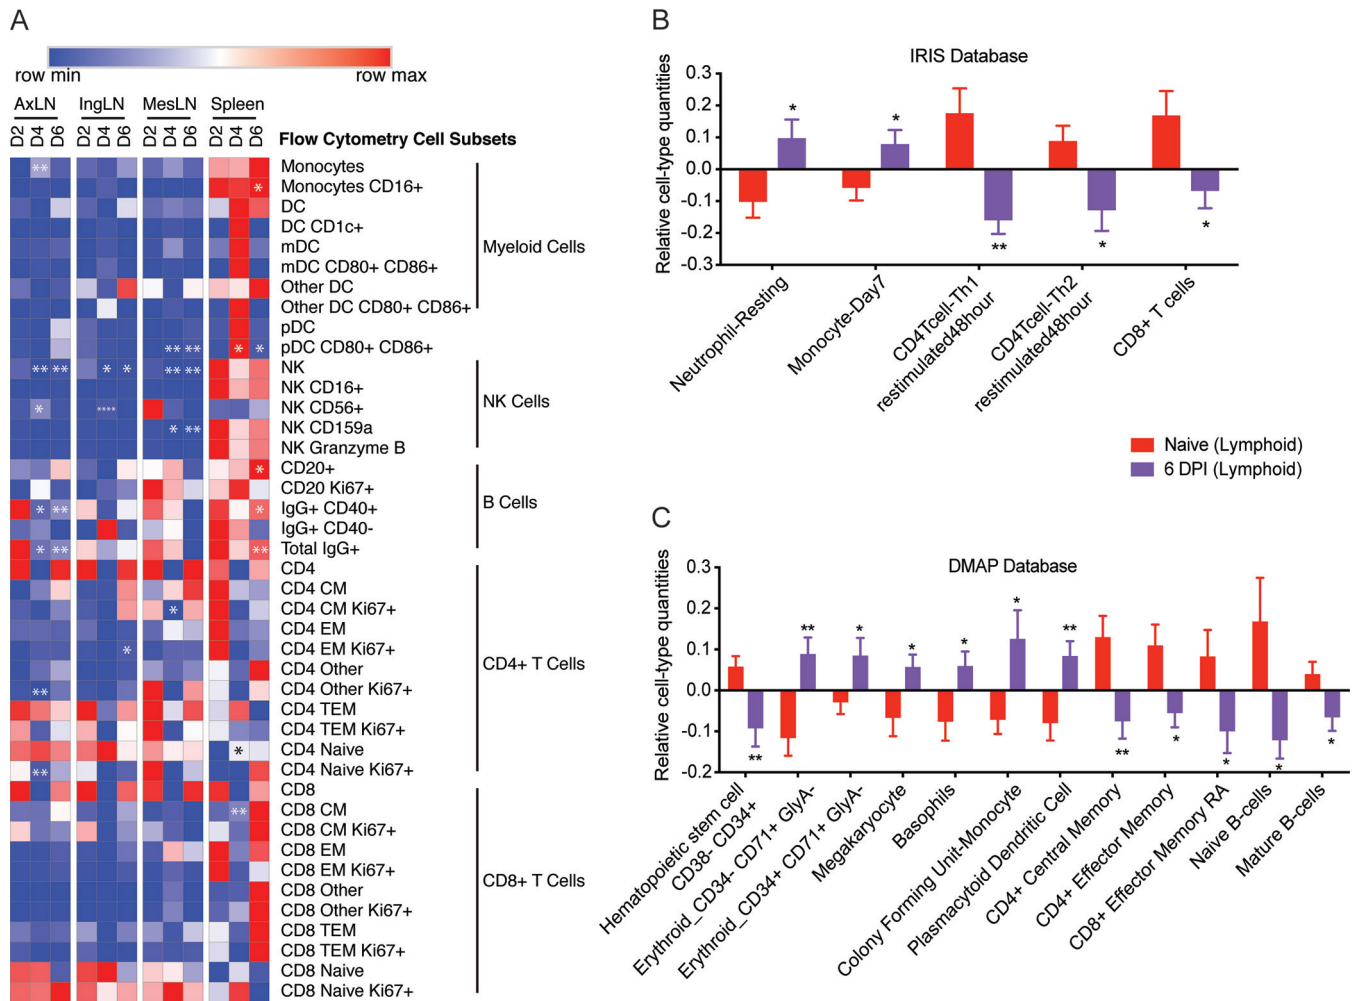 A
row min row max
AxLN IngLN MesLN Spleen
D2 D4 D6 D2 D4 D6 D2 D4 D6 D2 D4 D6
Flow Cytometry Cell Subsets
Monocytes
**
Monocytes CD16+
*
DC
DC CD1c+
mDC
mDC CD80+ CD86+
Other DC
Other DC CD80+ CD86+
pDC
pDC CD80+ CD86+
** ** * *
Myeloid Cells
NK
** ** * * ** **
NK CD16+
NK CD56+
* ****
NK CD159a
* **
NK Granzyme B
NK Cells
CD20+
*
CD20 Ki67+
IgG+ CD40+
* ** *
IgG+ CD40-
Total IgG+
* ** **
B Cells
CD4
CD4 CM
CD4 CM Ki67+
*
CD4 EM
CD4 EM Ki67+
*
CD4 Other
CD4 Other Ki67+
**
CD4 TEM
CD4 TEM Ki67+
CD4 Naive
*
CD4 Naive Ki67+
**
CD4+ T Cells
CD8
CD8 CM
**
CD8 CM Ki67+
CD8 EM
CD8 EM Ki67+
CD8 Other
CD8 Other Ki67+
CD8 TEM
CD8 TEM Ki67+
CD8 Naive
CD8 Naive Ki67+
CD8+ T Cells
B
IRIS Database
Relative cell-type quantities
0.3
0.2
0.1
0.0
-0.1
-0.2
-0.3
* * ** * *
Neutrophil-Resting
Monocyte-Day7
CD4Tcell-Th1
restimulated48hour
CD4Tcell-Th2
restimulated48hour
CD8+ T cells
Naive (Lymphoid)
6 DPI (Lymphoid)
C
DMAP Database
Relative cell-type quantities
0.3
0.2
0.1
0.0
-0.1
-0.2
** ** * * * * ** ** * * * *
Hematopoietic stem cell
CD38- CD34+
Erythroid_CD34- CD71+ GlyA-
Erythroid_CD34+ CD71+ GlyA-
Megakaryocyte
Basophils
Colony Forming Unit-Monocyte
Plasmacytoid Dendritic Cell
CD4+ Central Memory
CD4+ Effector Memory
CD8+ Effector Memory RA
Naive B-cells
Mature B-cells